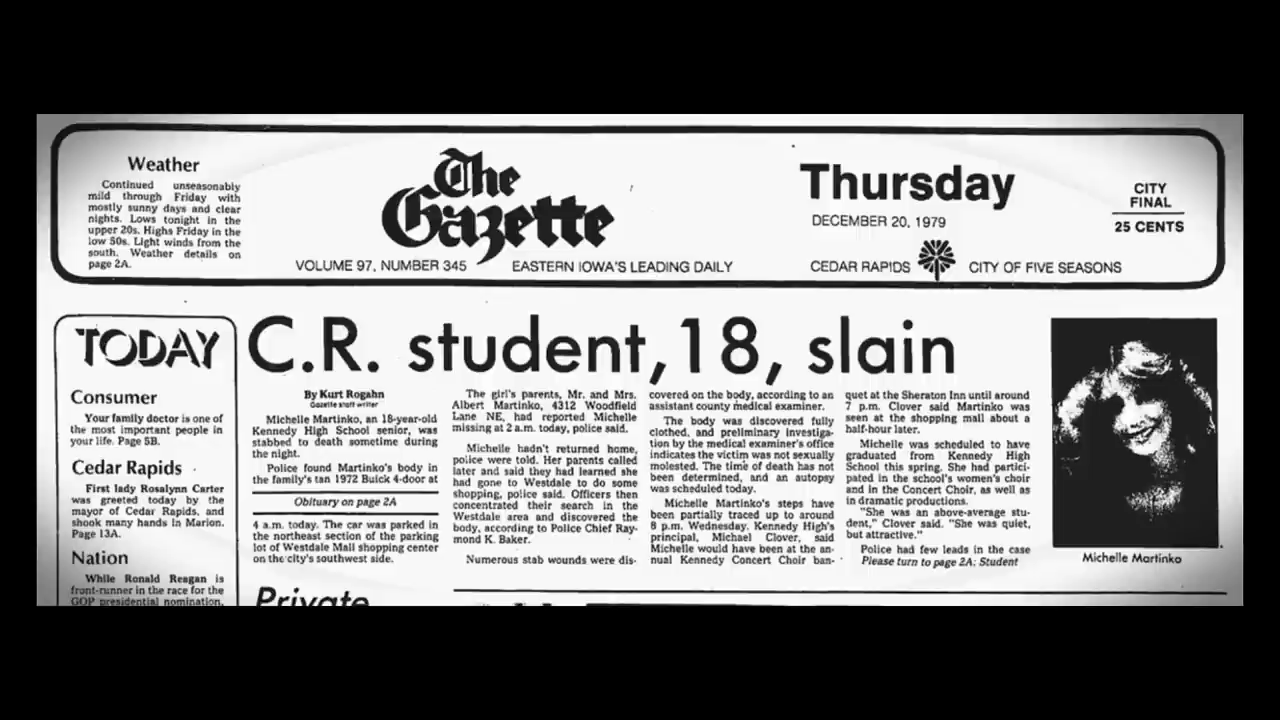 Weather
Continued unseasonably
mild through Friday with
mostly sunny days and clear
nights. Lows tonight in the
upper 20s. Highs Friday in the
low 50s. Light winds from the
south. Weather details on
page 2A.
The
Gazette
VOLUME 97, NUMBER 345
EASTERN IOWA'S LEADING DAILY
Thursday
DECEMBER 20, 1979
CEDAR RAPIDS
CITY OF FIVE SEASONS
CITY
FINAL
25 CENTS
TODAY
Consumer
Your family doctor is one of
the most important people in
your life. Page 5B.
Cedar Rapids
First lady Rosalynn Carter
was greeted today by the
mayor of Cedar Rapids, and
shook many hands in Marion.
Page 13A.
Nation
While Ronald Reagan is
front-runner in the race for the
GOP presidential nomination,
C.R. student, 18, slain
By Kurt Rogahn
Gazette staff writer
Michelle Martinko, an 18-year-old
Kennedy High School senior, was
stabbed to death sometime during
the night.
Police found Martinko's body in
the family's tan 1972 Buick 4-door at
Obituary on page 2A
4 a.m. today. The car was parked in
the northeast section of the parking
lot of Westdale Mall shopping center
on the city's southwest side.
The girl's parents, Mr. and Mrs.
Albert Martinko, 4312 Woodfield
Lane NE, had reported Michelle
missing at 2 a.m. today, police said.
Michelle hadn't returned home,
police were told. Her parents called
later and said they had learned she
had gone to Westdale to do some
shopping, police said. Officers then
concentrated their search in the
Westdale area and discovered the
body, according to Police Chief Ray-
mond K. Baker.
Numerous stab wounds were dis-
covered on the body, according to an
assistant county medical examiner.
The body was discovered fully
clothed, and preliminary investiga-
tion by the medical examiner's office
indicates the victim was not sexually
molested. The time of death has not
been determined, and an autopsy
was scheduled today.
Michelle Martinko's steps have
been partially traced up to around
8 p.m. Wednesday. Kennedy High's
principal, Michael Clover, said
Michelle would have been at the an-
nual Kennedy Concert Choir ban-
quet at the Sheraton Inn until around
7 p.m. Clover said Martinko was
seen at the shopping mall about a
half-hour later.
Michelle was scheduled to have
graduated from Kennedy High
School this spring. She had partici-
pated in the school's women's choir
and in the Concert Choir, as well as
in dramatic productions.
"She was an above-average stu-
dent," Clover said. "She was quiet,
but attractive."
Police had few leads in the case
Please turn to page 2A: Student
Michelle Martinko
Private